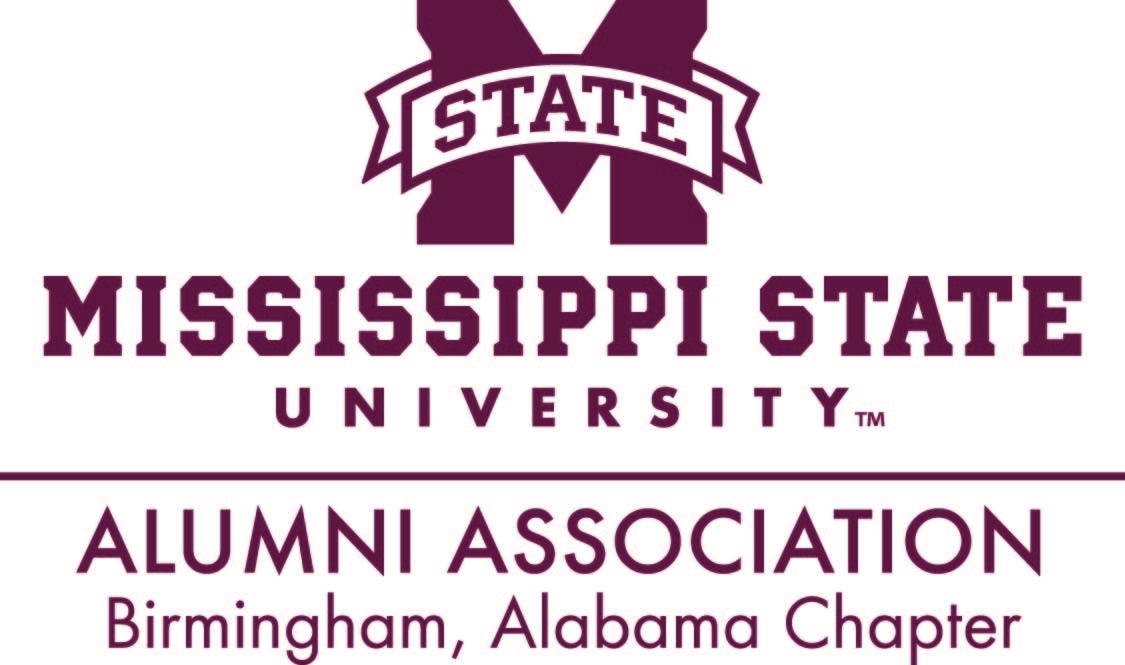 M
STATE
MISSISSIPPI STATE
UNIVERSITY™
ALUMNI ASSOCIATION
Birmingham, Alabama Chapter